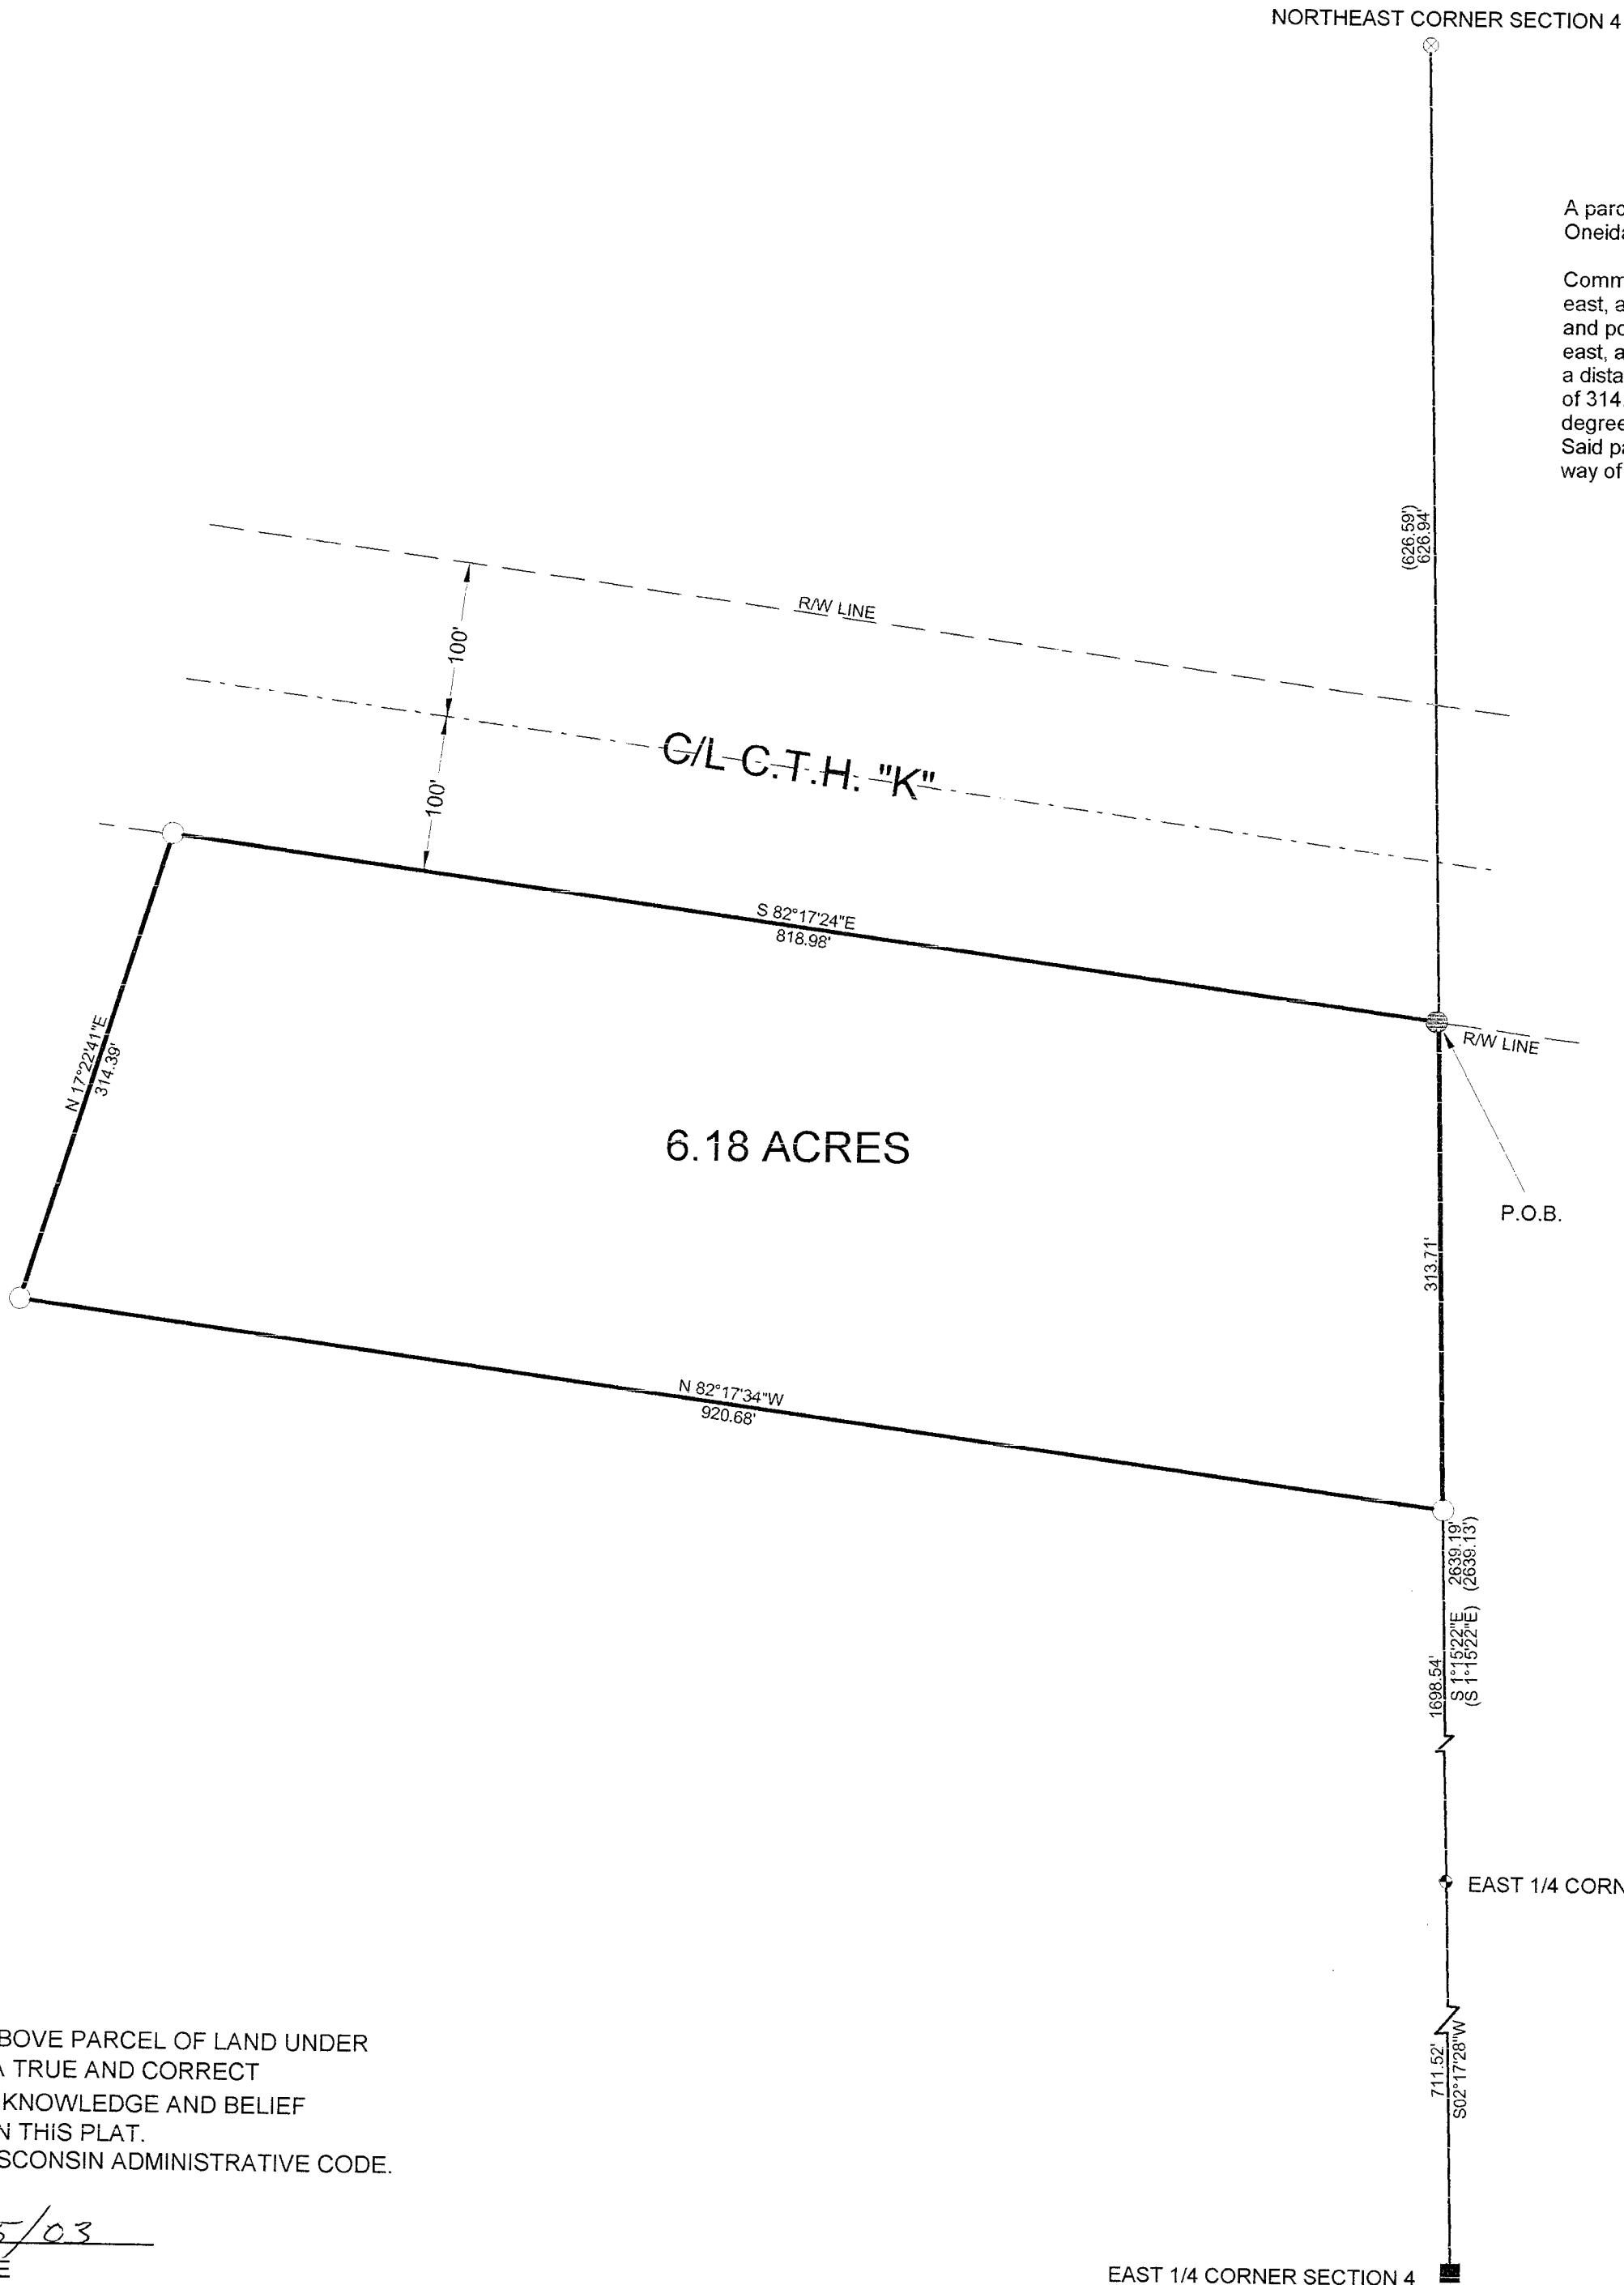 NORTHEAST CORNER SECTION 4
A parc
Oneida
Comm
east, a
and po
east, a
a dista
of 314.
degree
Said pa
way of
(626.59')
626.94'
R/W LINE
100'
C/L C.T.H. "K"
100'
S 82°17'24"E
818.98'
R/W LINE
N 17°22'41"E
314.39'
6.18 ACRES
P.O.B.
313.71'
N 82°17'34"W
920.68'
1698.54'
S 1°15'22"E 2639.19'
(S 1°15'22"E) (2639.13')
EAST 1/4 CORN
711.52'
S02°17'28"W
BOVE PARCEL OF LAND UNDER
A TRUE AND CORRECT
KNOWLEDGE AND BELIEF
N THIS PLAT.
SCONSIN ADMINISTRATIVE CODE.
5/03
E
EAST 1/4 CORNER SECTION 4